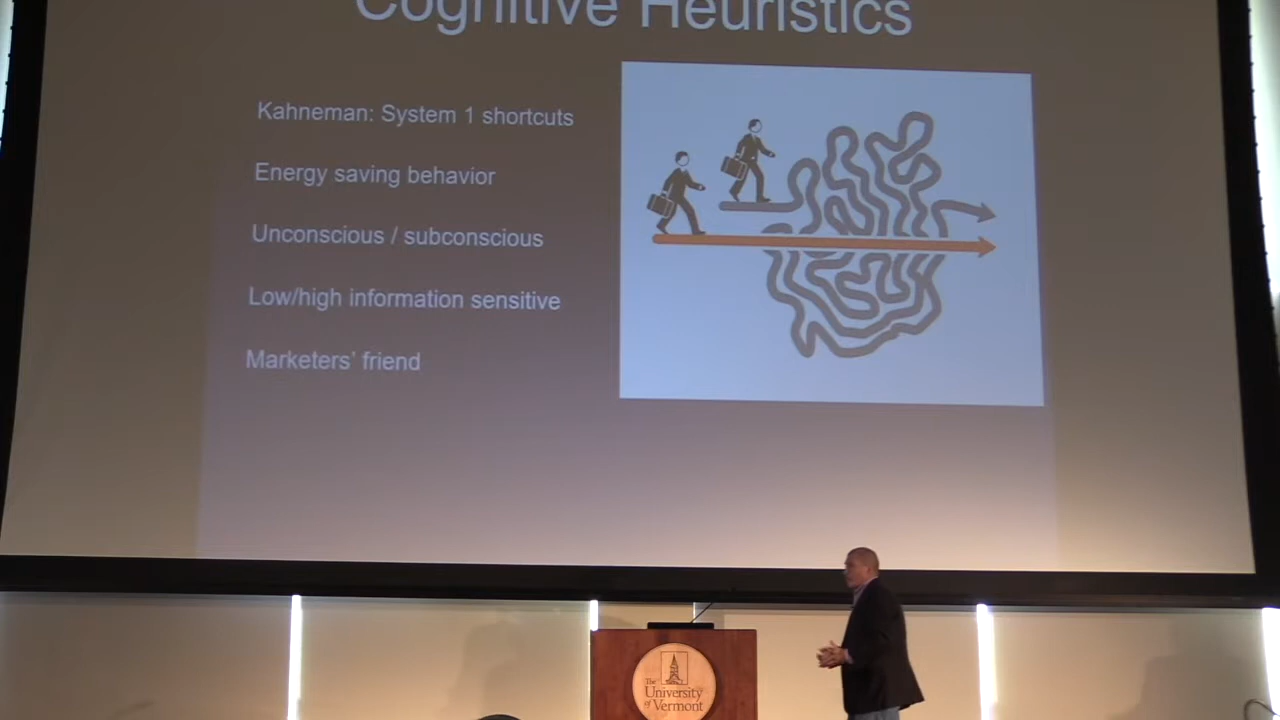 Cognitive Heuristics
Kahneman: System 1 shortcuts
Energy saving behavior
Unconscious / subconscious
Low/high information sensitive
Marketers' friend
The
University
of Vermont